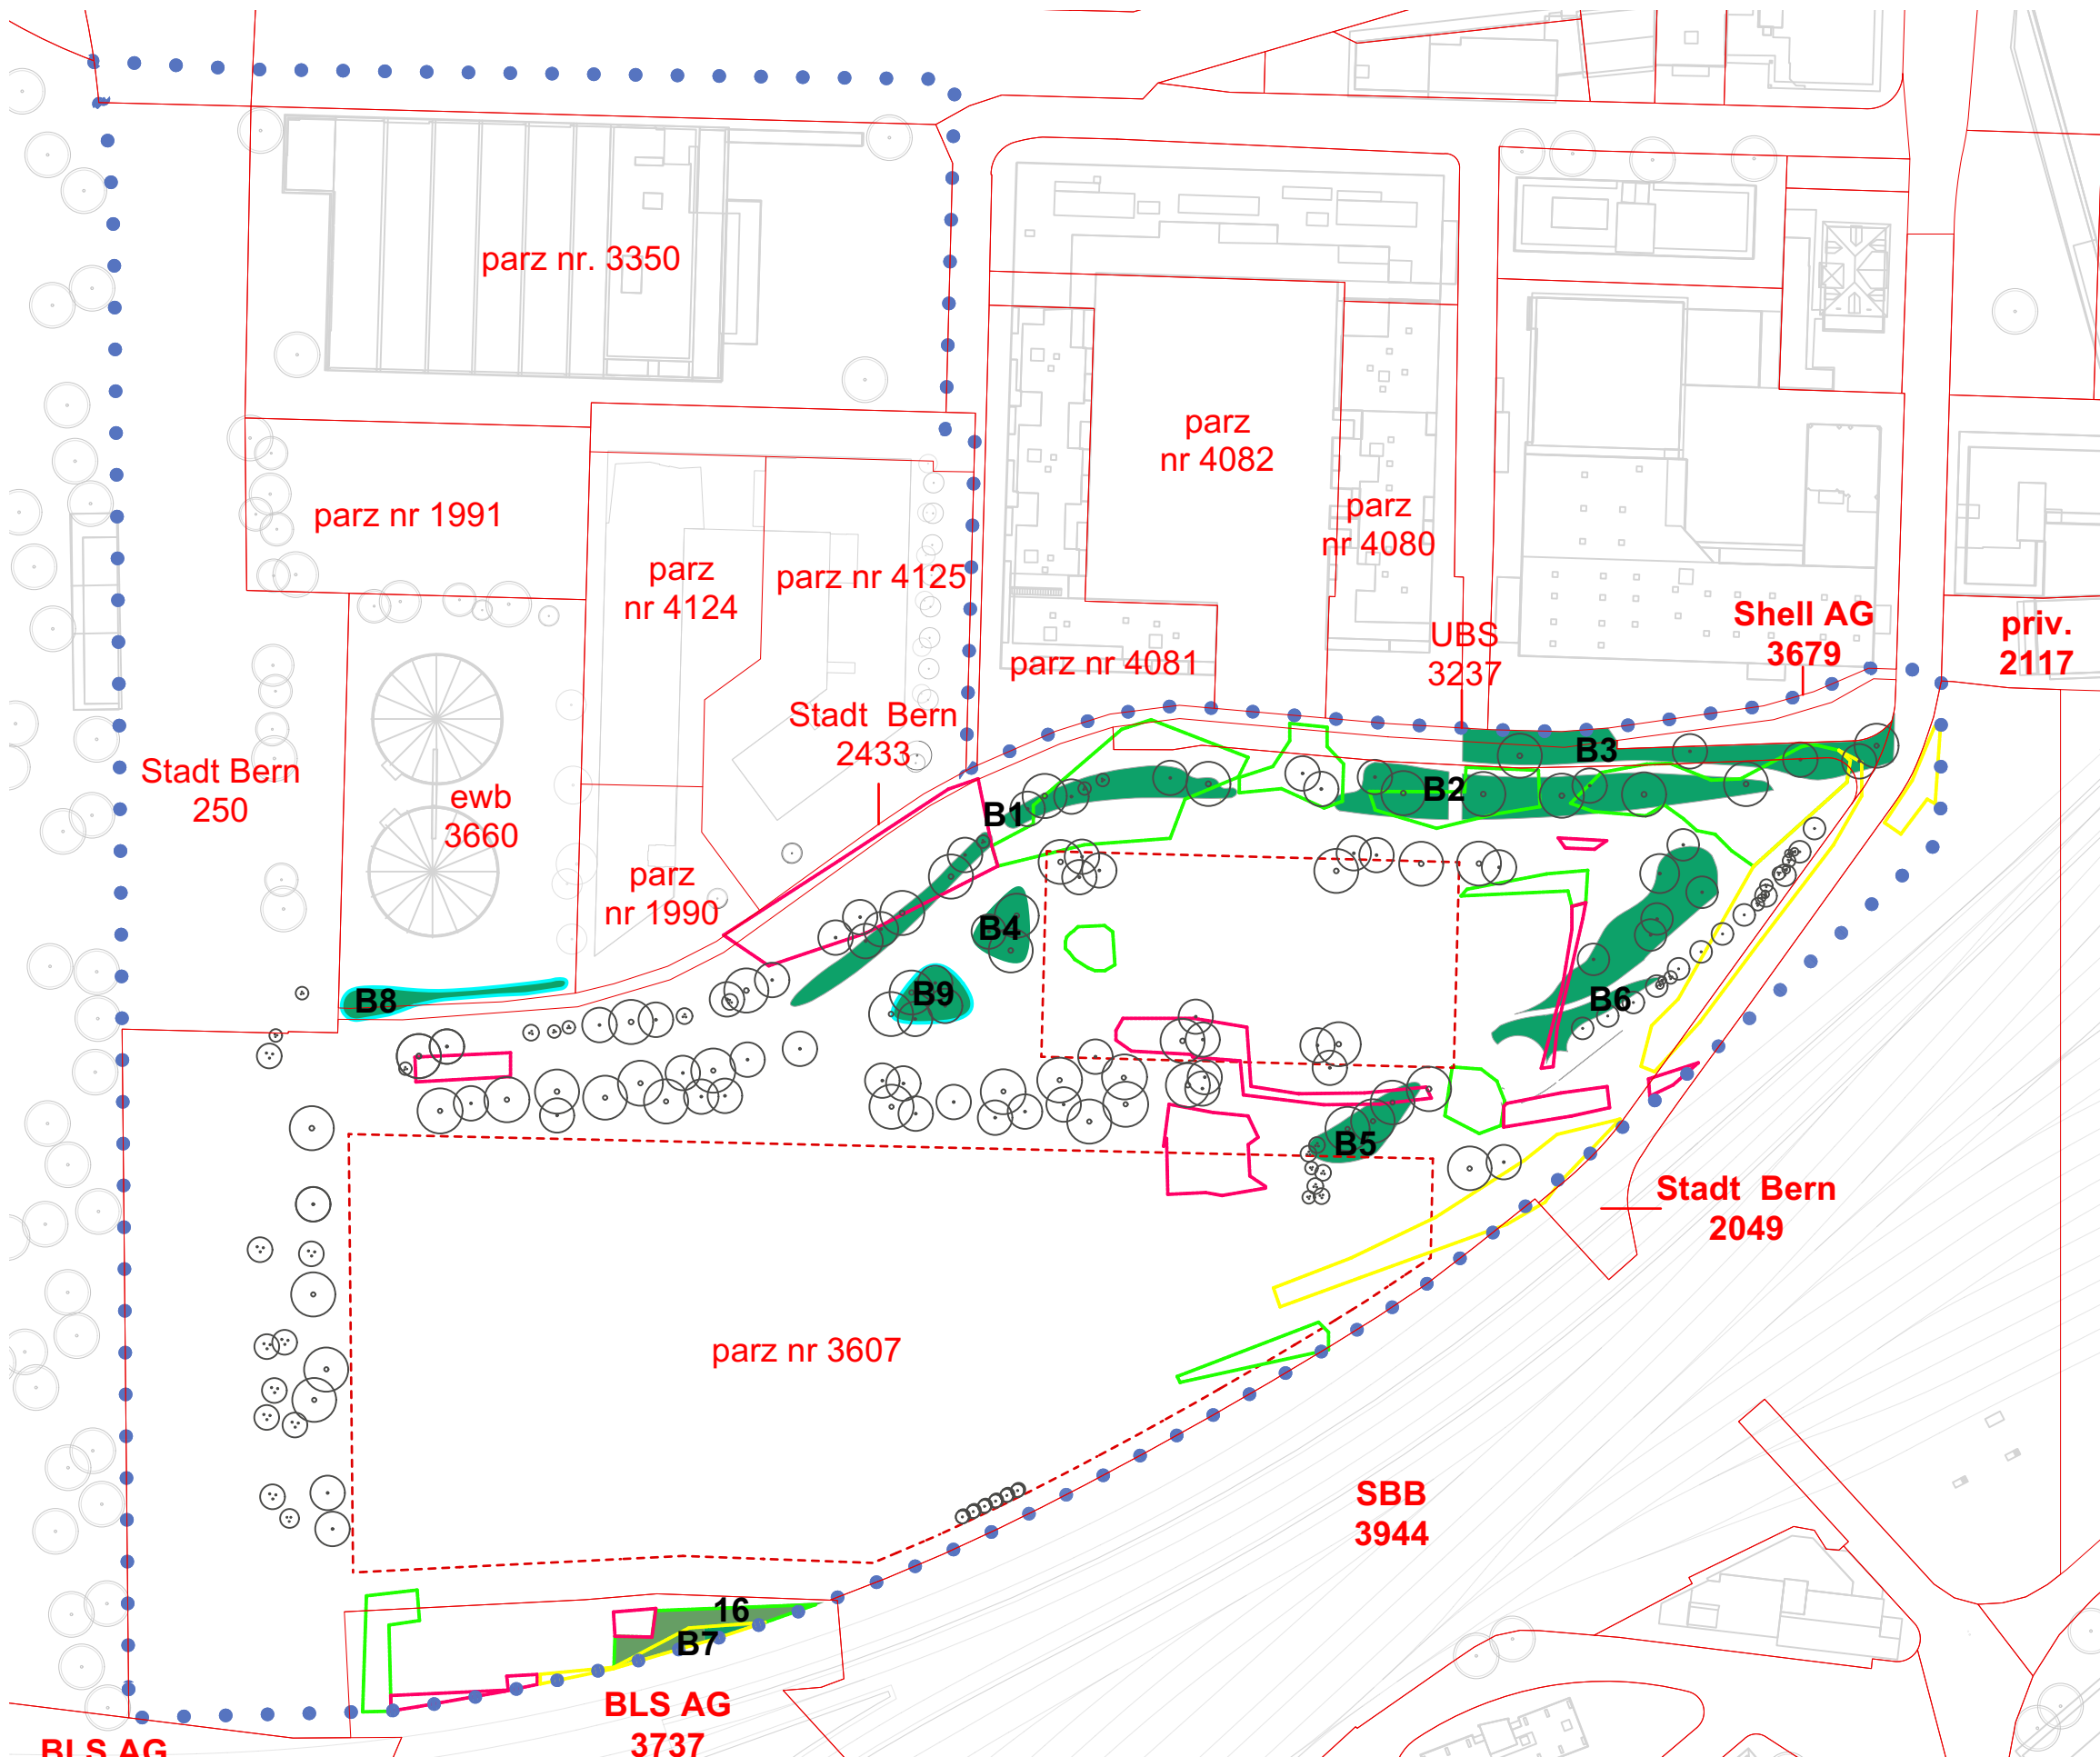 parz nr. 3350
parz
nr 4082
parz nr 1991
parz
nr 4080
parz
nr 4124
parz nr 4125
parz nr 4081
UBS
3237
Shell AG
3679
priv.
2117
Stadt Bern
2433
Stadt Bern
250
ewb
3660
B1
B2
B3
parz
nr 1990
B4
B8
B9
B6
B5
Stadt Bern
2049
parz nr 3607
SBB
3944
16
B7
BLS AG
3737
BLS AG